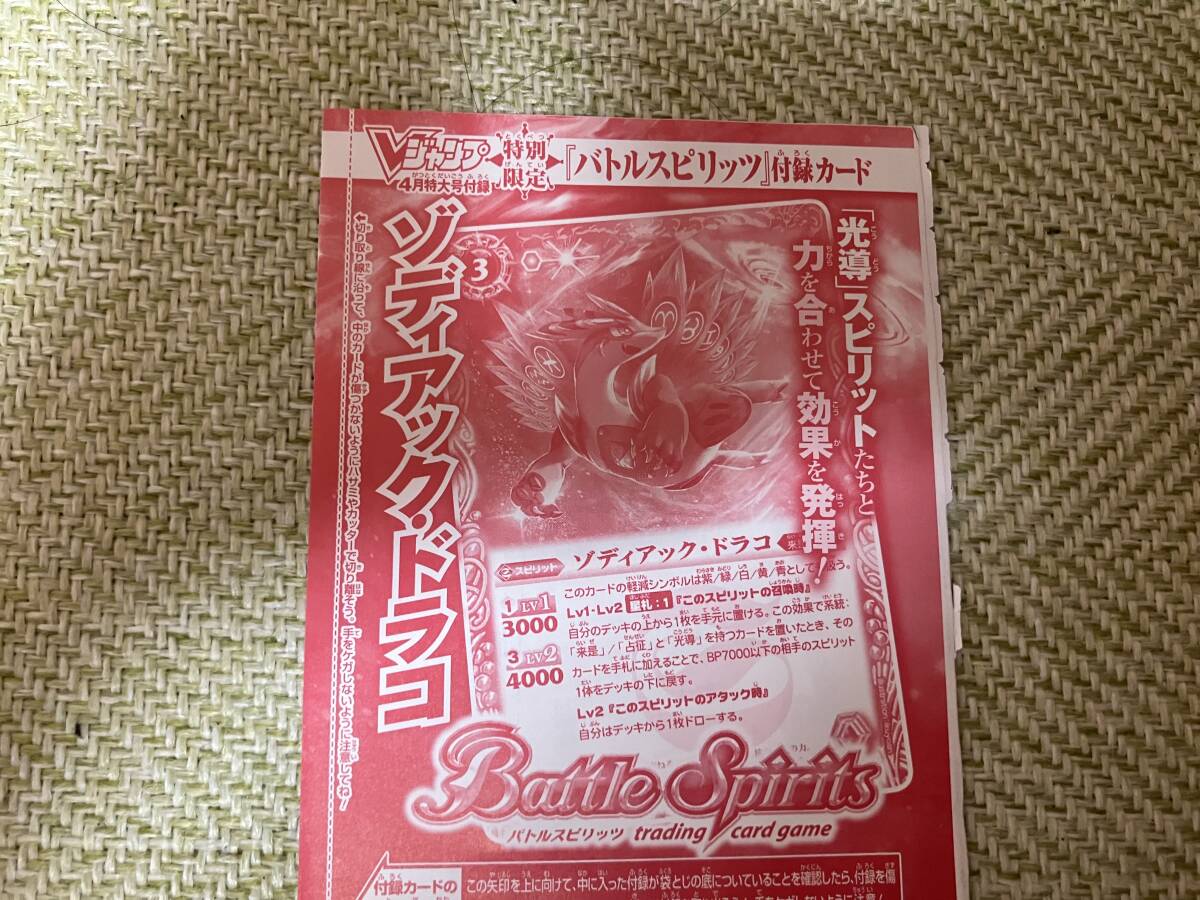 Vジャンプ
4月特大号付録
特別
限定
『バトルスピリッツ』付録カード
「光導」スピリットたちと
力を合わせて効果を発揮!
ゾディアック・ドラコ
切り取り線に沿って、中のカードが傷つかないようにハサミやカッターで切り離そう。手をケガしないように注意してね!
3
スピリット
ゾディアック・ドラコ
このカードの軽減シンボルは紫/緑/白/黄/青として扱う。
1 LV1
3000
3 LV2
4000
Lv1・Lv2 星札:1『このスピリットの召喚時』
自分のデッキの上から1枚を手元に置ける。この効果で系統:
「来是」/「占征」と「光導」を持つカードを置いたとき、その
カードを手札に加えることで、BP7000以下の相手のスピリット
1体をデッキの下に戻す。
Lv2『このスピリットのアタック時』
自分はデッキから1枚ドローする。
Battle Spirits
バトルスピリッツ trading card game
付録カードの
この矢印を上に向けて、中に入った付録が袋とじの底についていることを確認したら、付録を傷